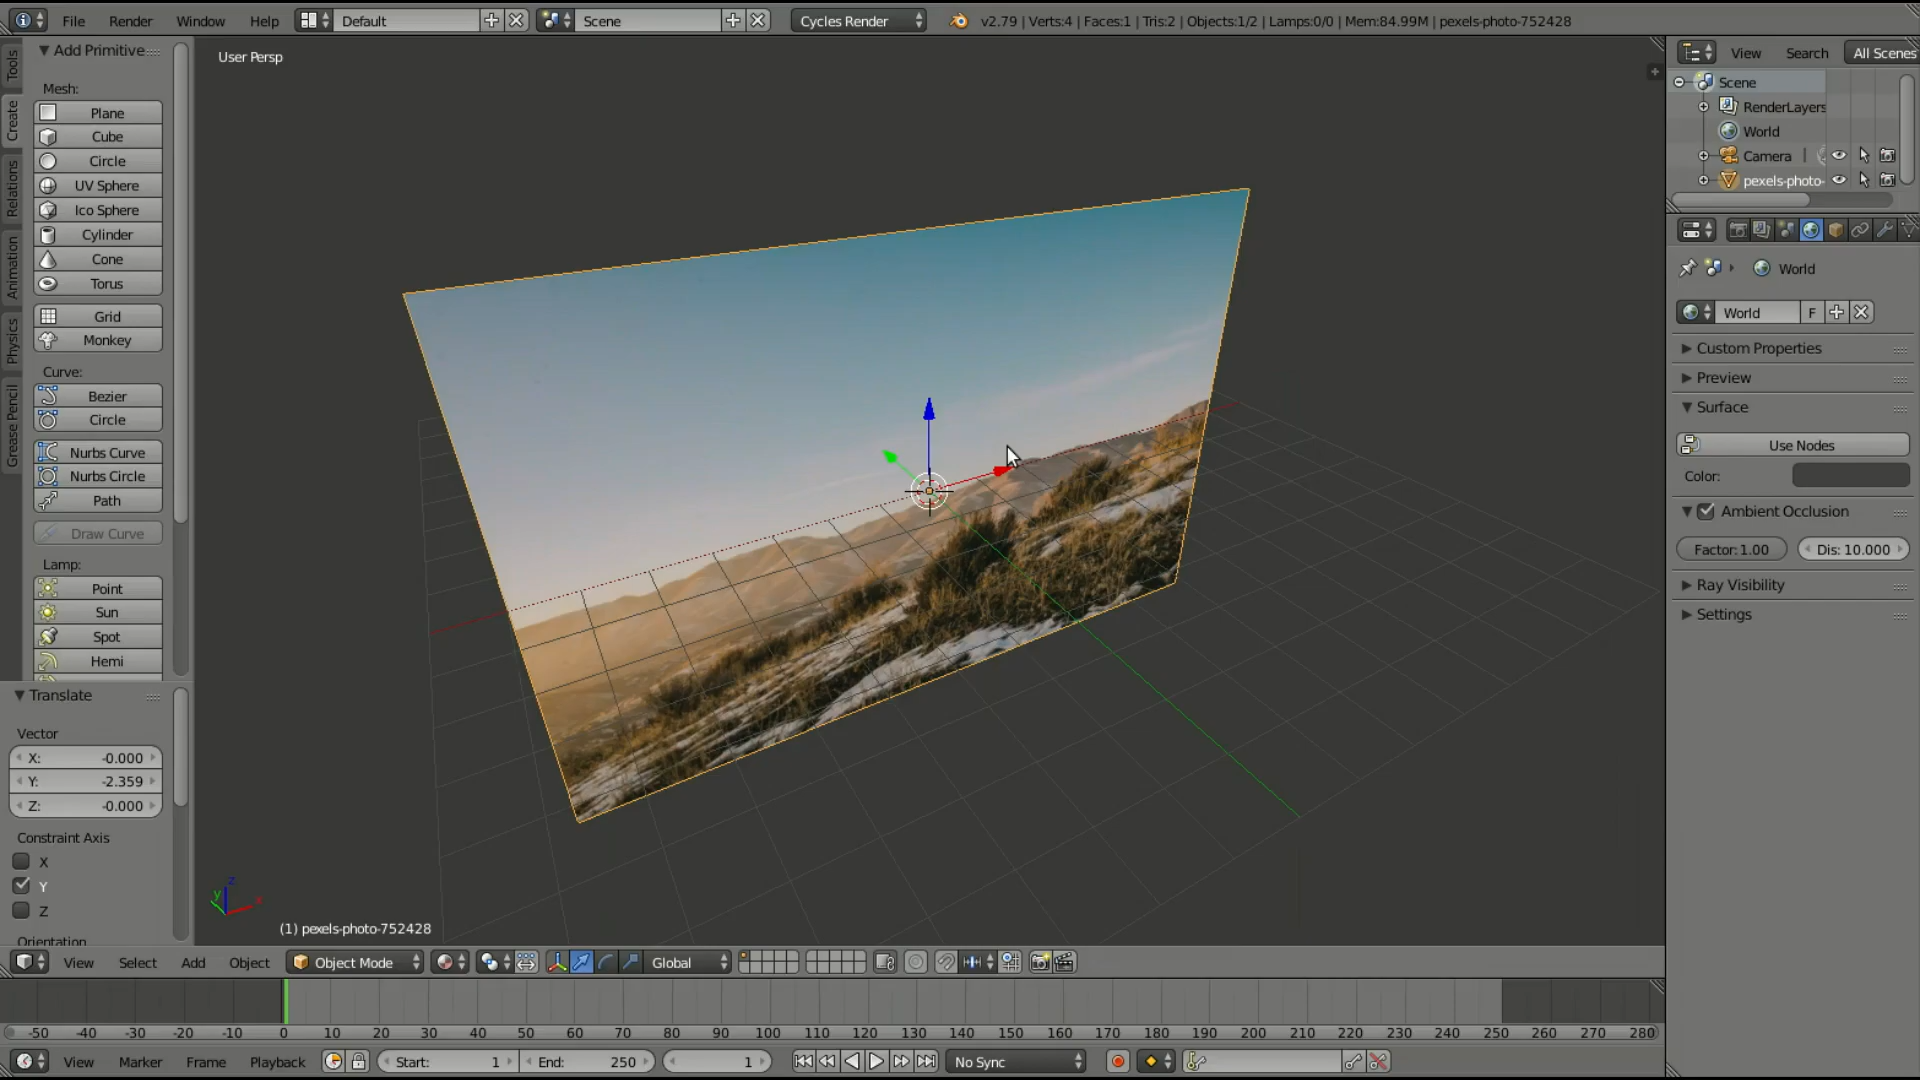 File Render Window Help Default Scene Cycles Render v2.79 | Verts:4 | Faces:1 | Tris:2 | Objects:1/2 | Lamps:0/0 | Mem:84.99M | pexels-photo-752428
Tools
Create
Relations
Animation
Physics
Grease Pencil
Add Primitive
Mesh:
Plane
Cube
Circle
UV Sphere
Ico Sphere
Cylinder
Cone
Torus
Grid
Monkey
Curve:
Bezier
Circle
Nurbs Curve
Nurbs Circle
Path
Draw Curve
Lamp:
Point
Sun
Spot
Hemi
Translate
Vector
X: -0.000
Y: -2.359
Z: -0.000
Constraint Axis
X
Y
Z
Orientation
User Persp
z
y
x
(1) pexels-photo-752428
View Search All Scenes
Scene
RenderLayers
World
Camera
pexels-photo-
World
World F
Custom Properties
Preview
Surface
Use Nodes
Color:
Ambient Occlusion
Factor: 1.00 Dis: 10.000
Ray Visibility
Settings
View Select Add Object Object Mode Global
-50 -40 -30 -20 -10 0 10 20 30 40 50 60 70 80 90 100 110 120 130 140 150 160 170 180 190 200 210 220 230 240 250 260 270 280
View Marker Frame Playback Start: 1 End: 250 1 No Sync